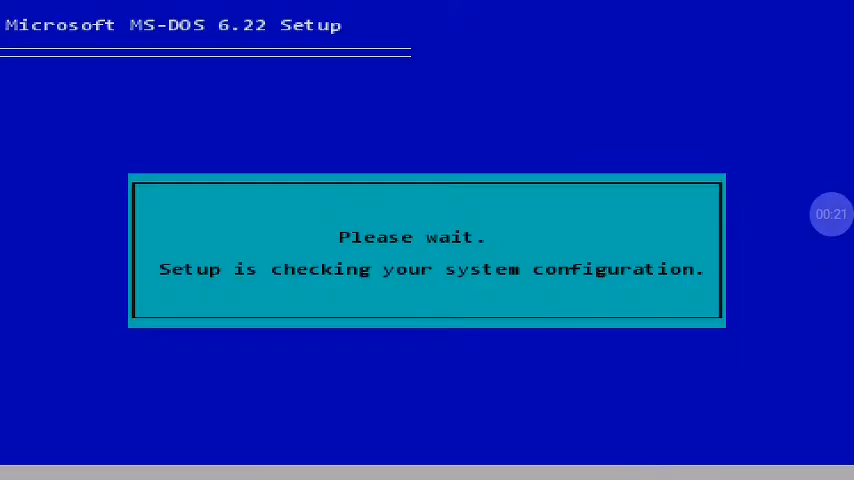 Microsoft MS-DOS 6.22 Setup
Please wait.
00:21
Setup is checking your system configuration.